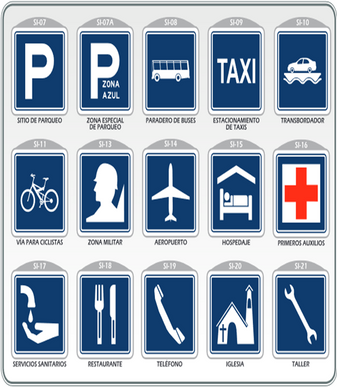 SI-07 SI-07A SI-08 SI-09 SI-10
P P ZONA AZUL TAXI
SITIO DE PARQUEO ZONA ESPECIAL DE PARQUEO PARADERO DE BUSES ESTACIONAMIENTO DE TAXIS TRANSBORDADOR
SI-11 SI-13 SI-14 SI-15 SI-16
VÍA PARA CICLISTAS ZONA MILITAR AEROPUERTO HOSPEDAJE PRIMEROS AUXILIOS
SI-17 SI-18 SI-19 SI-20 SI-21
SERVICIOS SANITARIOS RESTAURANTE TELÉFONO IGLESIA TALLER